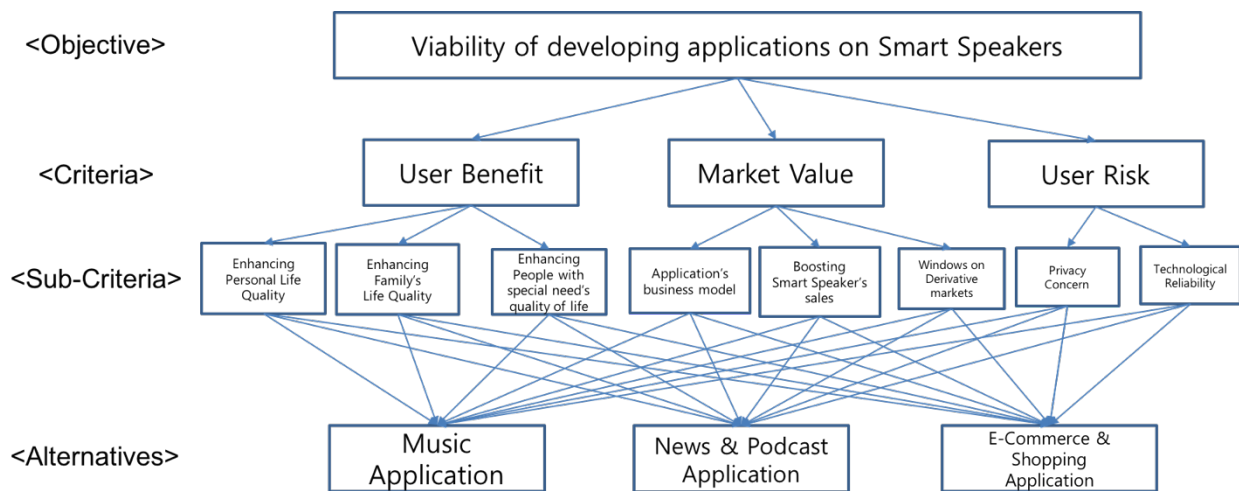 <Objective>
Viability of developing applications on Smart Speakers
<Criteria>
User Benefit
Market Value
User Risk
<Sub-Criteria>
Enhancing
Personal Life
Quality
Enhancing
Family's
Life Quality
Enhancing
People with
special need's
quality of life
Application's
business model
Boosting
Smart Speaker's
sales
Windows on
Derivative
markets
Privacy
Concern
Technological
Reliability
<Alternatives>
Music
Application
News & Podcast
Application
E-Commerce &
Shopping
Application